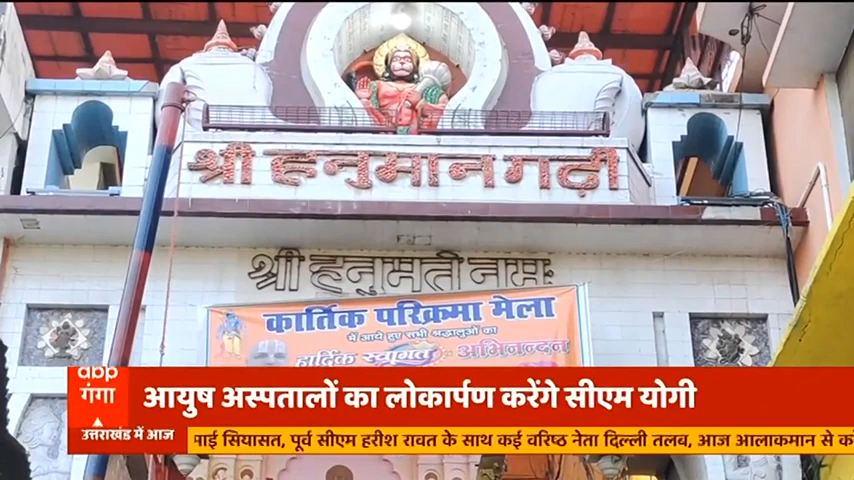 श्री हनुमान गढ़ी
श्री हनुमते नमः
कार्तिक परिक्रमा मेला
में आये हुए सभी श्रद्धालुओं का
हार्दिक स्वागत अभिनन्दन
abp
गंगा
आयुष अस्पतालों का लोकार्पण करेंगे सीएम योगी
उत्तराखंड में आज
पाई सियासत, पूर्व सीएम हरीश रावत के साथ कई वरिष्ठ नेता दिल्ली तलब, आज आलाकमान से क